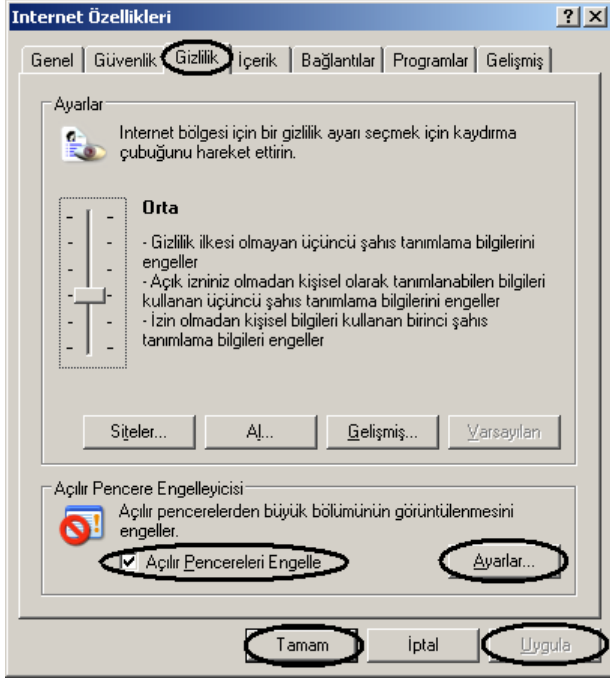 Internet Özellikleri
Genel Güvenlik Gizlilik İçerik Bağlantılar Programlar Gelişmiş
Ayarlar
Internet bölgesi için bir gizlilik ayarı seçmek için kaydırma
çubuğunu hareket ettirin.
Orta
- Gizlilik ilkesi olmayan üçüncü şahıs tanımlama bilgilerini
engeller
- Açık izniniz olmadan kişisel olarak tanımlanabilen bilgileri
kullanan üçüncü şahıs tanımlama bilgilerini engeller
- İzin olmadan kişisel bilgileri kullanan birinci şahıs
tanımlama bilgileri engeller
Siteler... Al... Gelişmiş... Varsayılan
Açılır Pencere Engelleyicisi
Açılır pencerelerden büyük bölümünün görüntülenmesini
engeller.
Açılır Pencereleri Engelle Ayarlar...
Tamam İptal Uygula